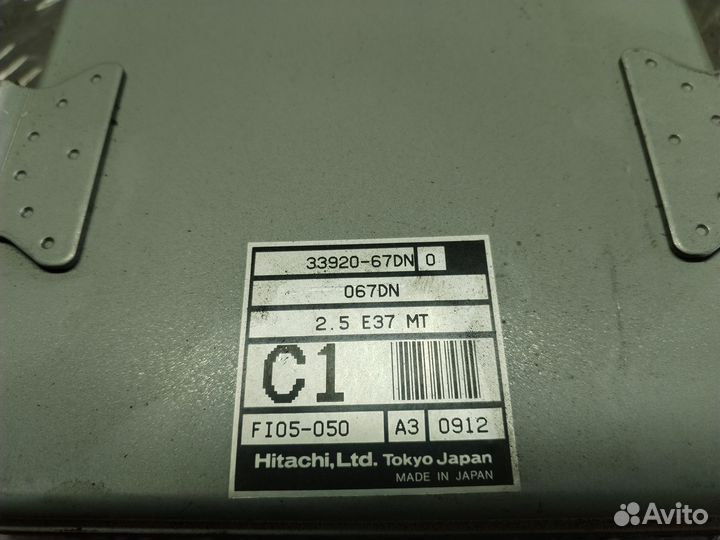 33920-67DN 0
067DN
2.5 E37 MT
C1
FI05-050 A3 0912
Hitachi, Ltd. Tokyo Japan
MADE IN JAPAN
Avito